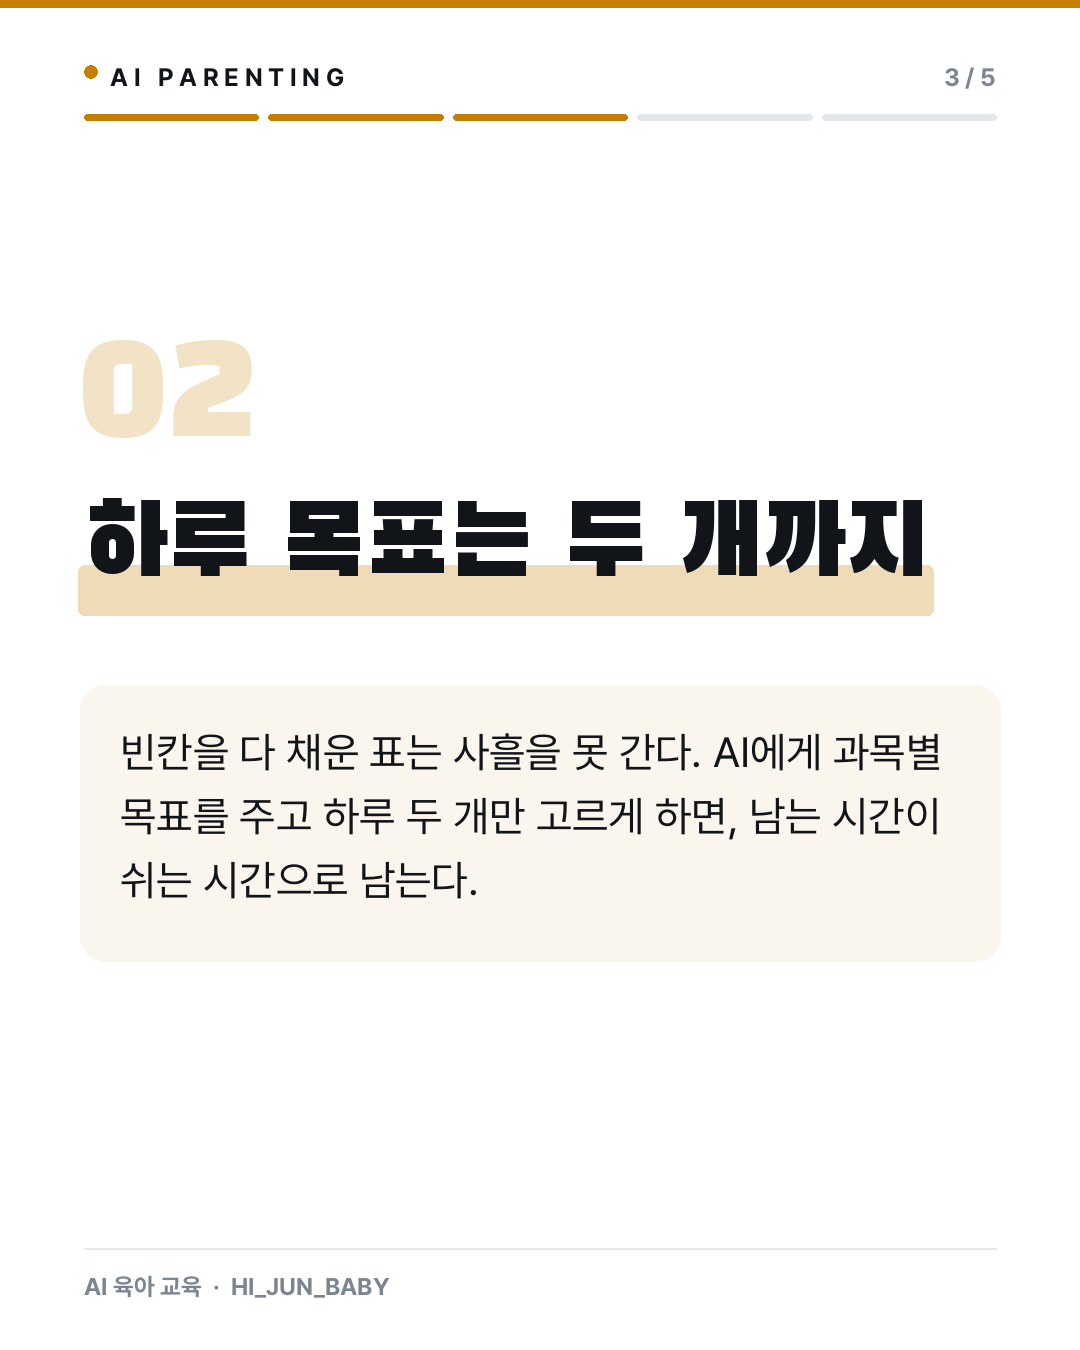 AI PARENTING
3 / 5
02
하루 목표는 두 개까지
빈칸을 다 채운 표는 사흘을 못 간다. AI에게 과목별
목표를 주고 하루 두 개만 고르게 하면, 남는 시간이
쉬는 시간으로 남는다.
AI 육아 교육 · HI_JUN_BABY